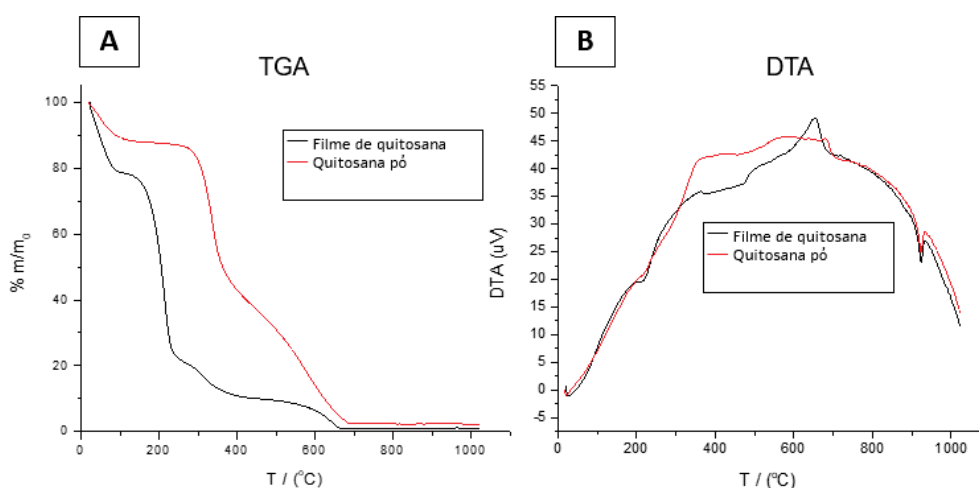 A
TGA
100
80
60
40
20
0
% m/m0
Filme de quitosana
Quitosana pó
0 200 400 600 800 1000
T / (°C)
B
DTA
55
50
45
40
35
30
25
20
15
10
5
0
-5
DTA (uV)
Filme de quitosana
Quitosana pó
0 200 400 600 800 1000
T / (ºC)